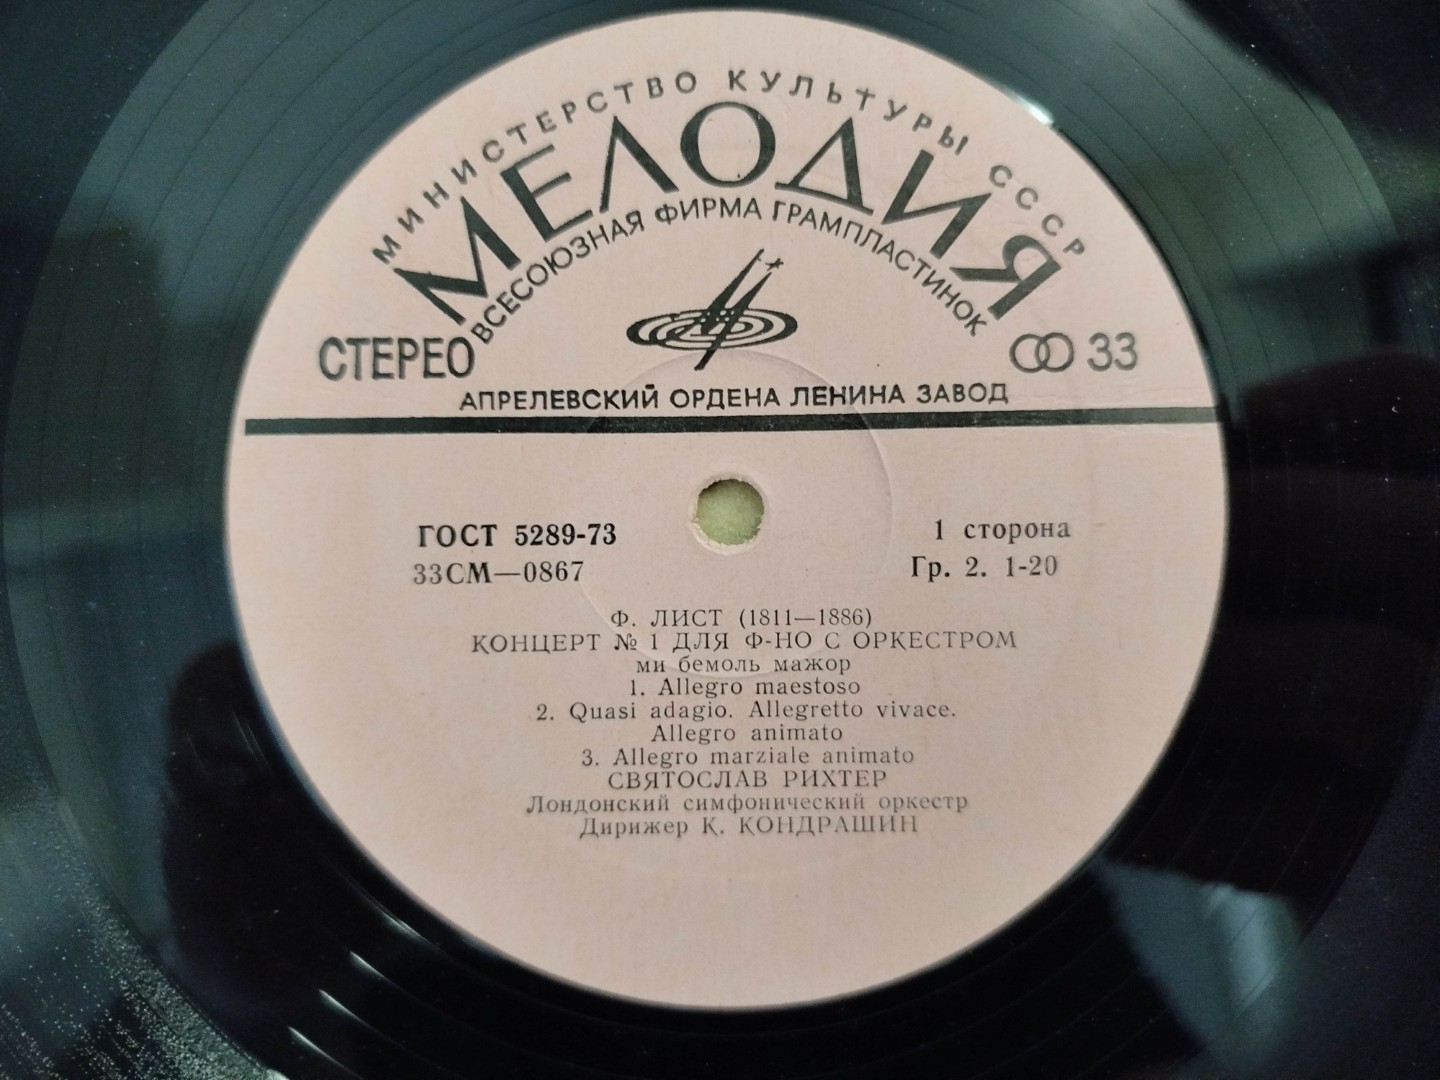 МИНИСТЕРСТВО КУЛЬТУРЫ СССР
МЕЛОДИЯ
ВСЕСОЮЗНАЯ ФИРМА ГРАМПЛАСТИНОК
СТЕРЕО
33
АПРЕЛЕВСКИЙ ОРДЕНА ЛЕНИНА ЗАВОД
ГОСТ 5289-73
1 сторона
33СМ—0867
Гр. 2. 1-20
Ф. ЛИСТ (1811—1886)
КОНЦЕРТ № 1 ДЛЯ Ф-НО С ОРКЕСТРОМ
ми бемоль мажор
1. Allegro maestoso
2. Quasi adagio. Allegretto vivace.
Allegro animato
3. Allegro marziale animato
СВЯТОСЛАВ РИХТЕР
Лондонский симфонический оркестр
Дирижер К. КОНДРАШИН